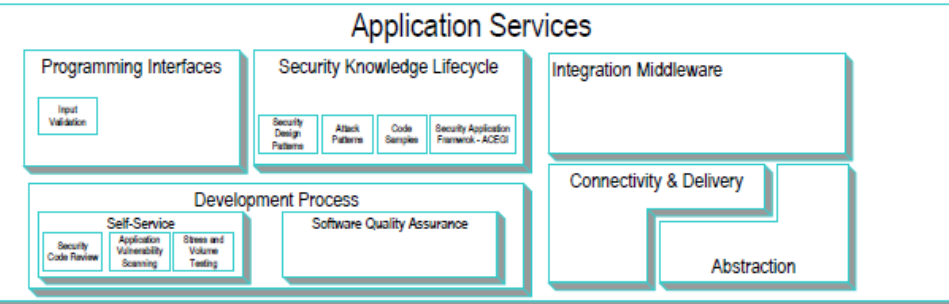 Application Services
Programming Interfaces
Input
Validation
Security Knowledge Lifecycle
Security
Design
Patterns
Attack
Patterns
Code
Samples
Security Application
Framwrok - ACEGI
Integration Middleware
Development Process
Self-Service
Security
Code Review
Application
Vulnerability
Scanning
Stress and
Volume
Testing
Software Quality Assurance
Connectivity & Delivery
Abstraction